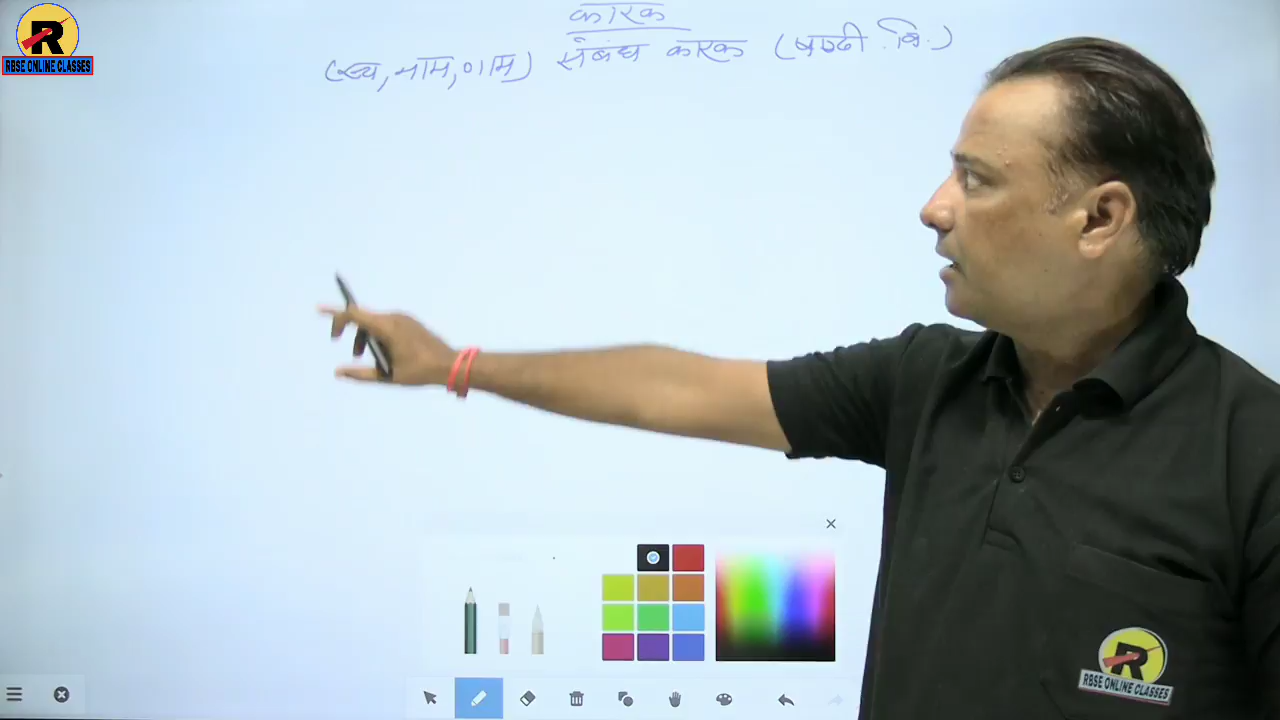 R
RBSE ONLINE CLASSES
कारक
(स्य, नाम, णाम) संबंध कारक (षष्ठी वि.)
R
RBSE ONLINE CLASSES